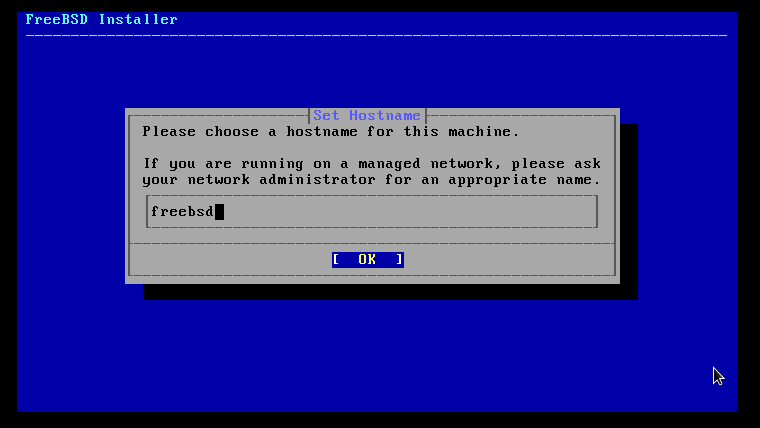 FreeBSD Installer
Set Hostname
Please choose a hostname for this machine.
If you are running on a managed network, please ask
your network administrator for an appropriate name.
freebsd
[  OK  ]